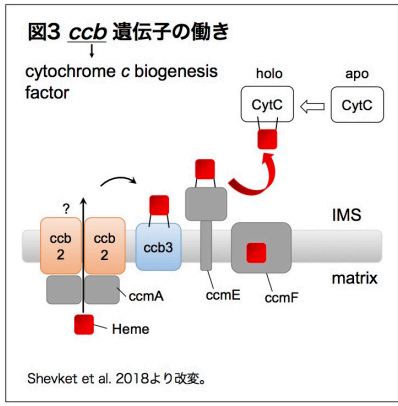 図3 ccb 遺伝子の働き
cytochrome c biogenesis
factor
holo
apo
CytC
CytC
?
ccb
2
ccb
2
ccb3
IMS
matrix
ccmA
ccmE
ccmF
Heme
Shevket et al. 2018より改変。